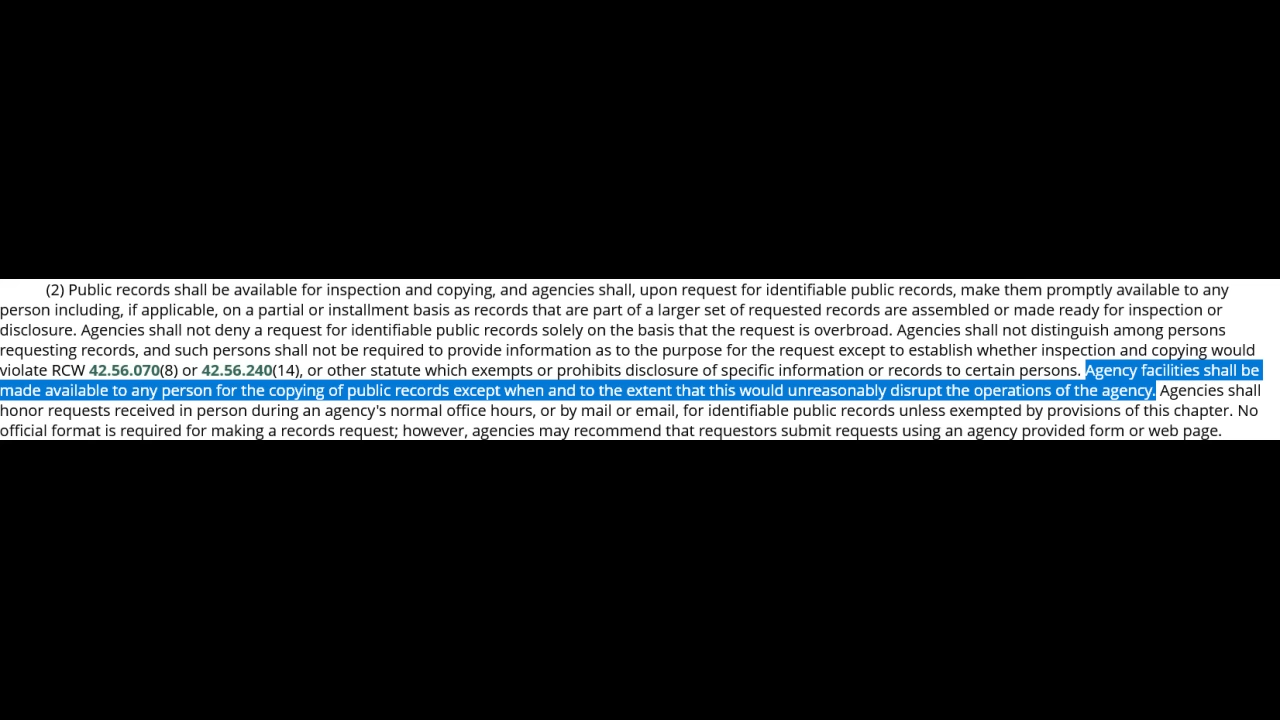 (2) Public records shall be available for inspection and copying, and agencies shall, upon request for identifiable public records, make them promptly available to any
person including, if applicable, on a partial or installment basis as records that are part of a larger set of requested records are assembled or made ready for inspection or
disclosure. Agencies shall not deny a request for identifiable public records solely on the basis that the request is overbroad. Agencies shall not distinguish among persons
requesting records, and such persons shall not be required to provide information as to the purpose for the request except to establish whether inspection and copying would
violate RCW 42.56.070(8) or 42.56.240(14), or other statute which exempts or prohibits disclosure of specific information or records to certain persons. Agency facilities shall be
made available to any person for the copying of public records except when and to the extent that this would unreasonably disrupt the operations of the agency. Agencies shall
honor requests received in person during an agency's normal office hours, or by mail or email, for identifiable public records unless exempted by provisions of this chapter. No
official format is required for making a records request; however, agencies may recommend that requestors submit requests using an agency provided form or web page.